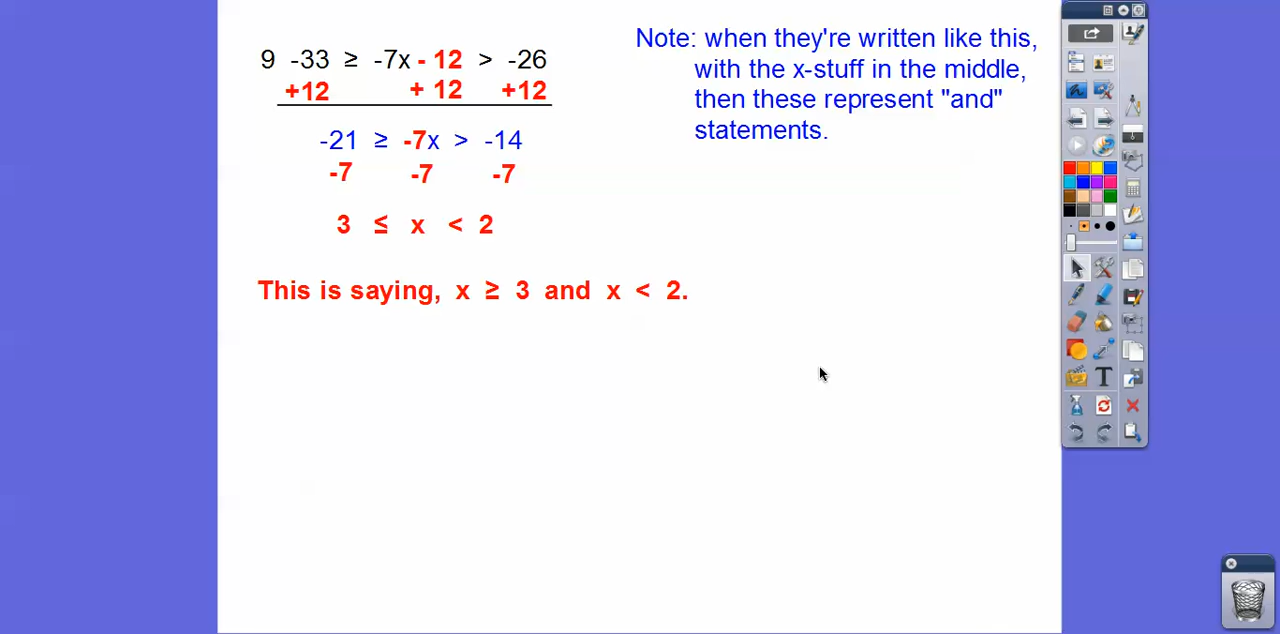 9 -33 ≥ -7x - 12 > -26
+12 + 12 +12
-21 ≥ -7x > -14
-7 -7 -7
3 ≤ x < 2
This is saying, x ≥ 3 and x < 2.
Note: when they're written like this,
with the x-stuff in the middle,
then these represent "and"
statements.
T